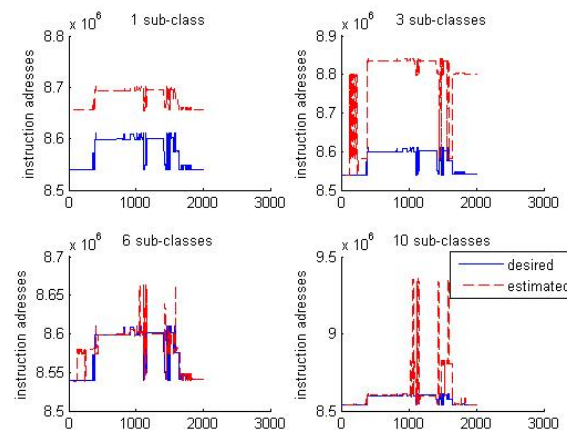 x 10^6
1 sub-class
8.8
8.7
8.6
8.5
instruction adresses
0 1000 2000 3000
x 10^6
3 sub-classes
8.9
8.8
8.7
8.6
8.5
instruction adresses
0 1000 2000 3000
x 10^6
6 sub-classes
8.7
8.65
8.6
8.55
8.5
instruction adresses
0 1000 2000 3000
x 10^6
10 sub-classes
9.5
9
8.5
instruction adresses
0 1000 2000 3000
desired
estimated